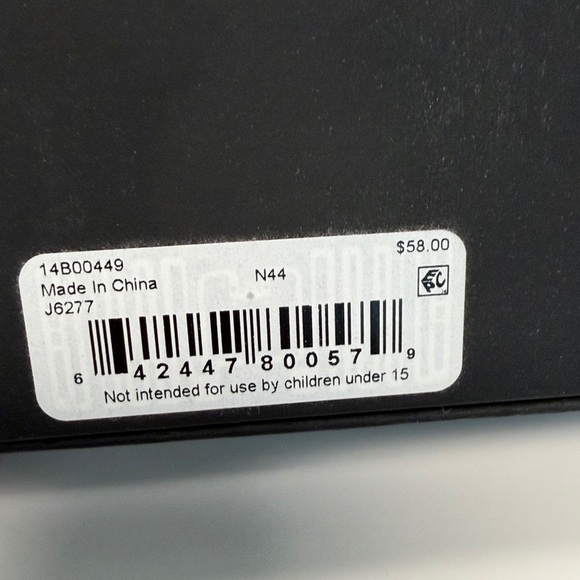 14B00449
$58.00
Made In China
N44
J6277
6 42447 80057 9
Not intended for use by children under 15